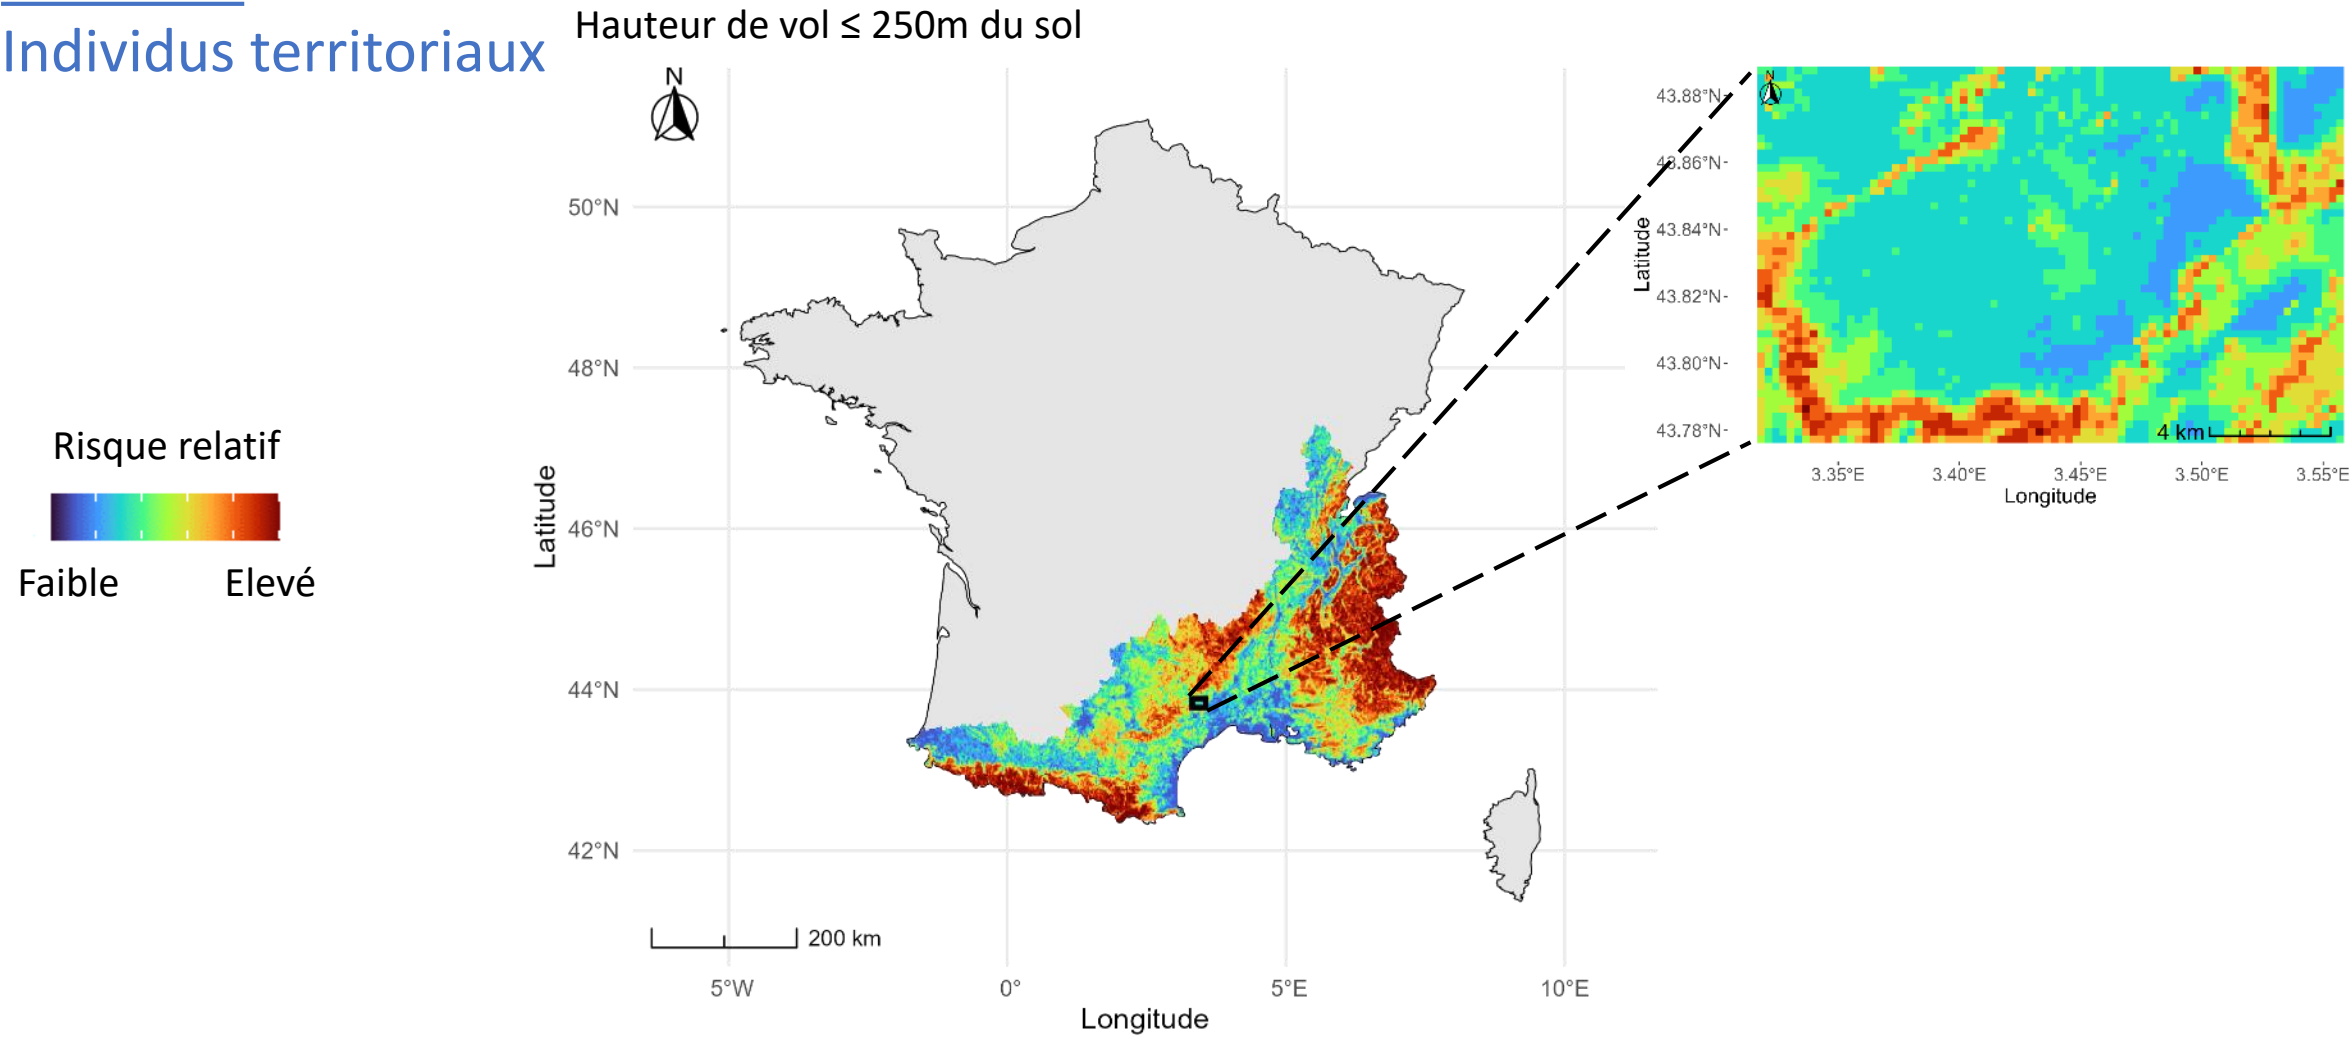 Individus territoriaux
Hauteur de vol ≤ 250m du sol
Risque relatif
Faible
Elevé
N
50°N
48°N
46°N
44°N
42°N
Latitude
200 km
5°W
0°
5°E
10°E
Longitude
N
43.88°N
43.86°N
43.84°N
43.82°N
43.80°N
43.78°N
Latitude
4 km
3.35°E
3.40°E
3.45°E
3.50°E
3.55°E
Longitude